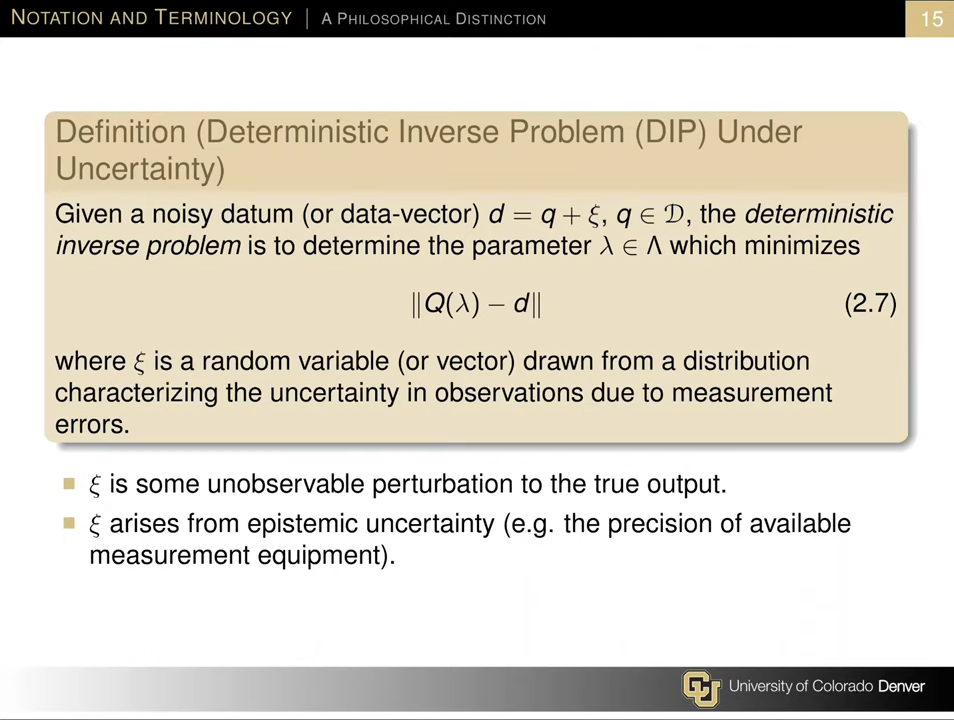 NOTATION AND TERMINOLOGY | A PHILOSOPHICAL DISTINCTION 15
Definition (Deterministic Inverse Problem (DIP) Under
Uncertainty)
Given a noisy datum (or data-vector) d = q + ξ, q ∈ 𝒟, the deterministic
inverse problem is to determine the parameter λ ∈ Λ which minimizes
‖Q(λ) − d‖ (2.7)
where ξ is a random variable (or vector) drawn from a distribution
characterizing the uncertainty in observations due to measurement
errors.
■ ξ is some unobservable perturbation to the true output.
■ ξ arises from epistemic uncertainty (e.g. the precision of available
measurement equipment).
CU University of Colorado Denver